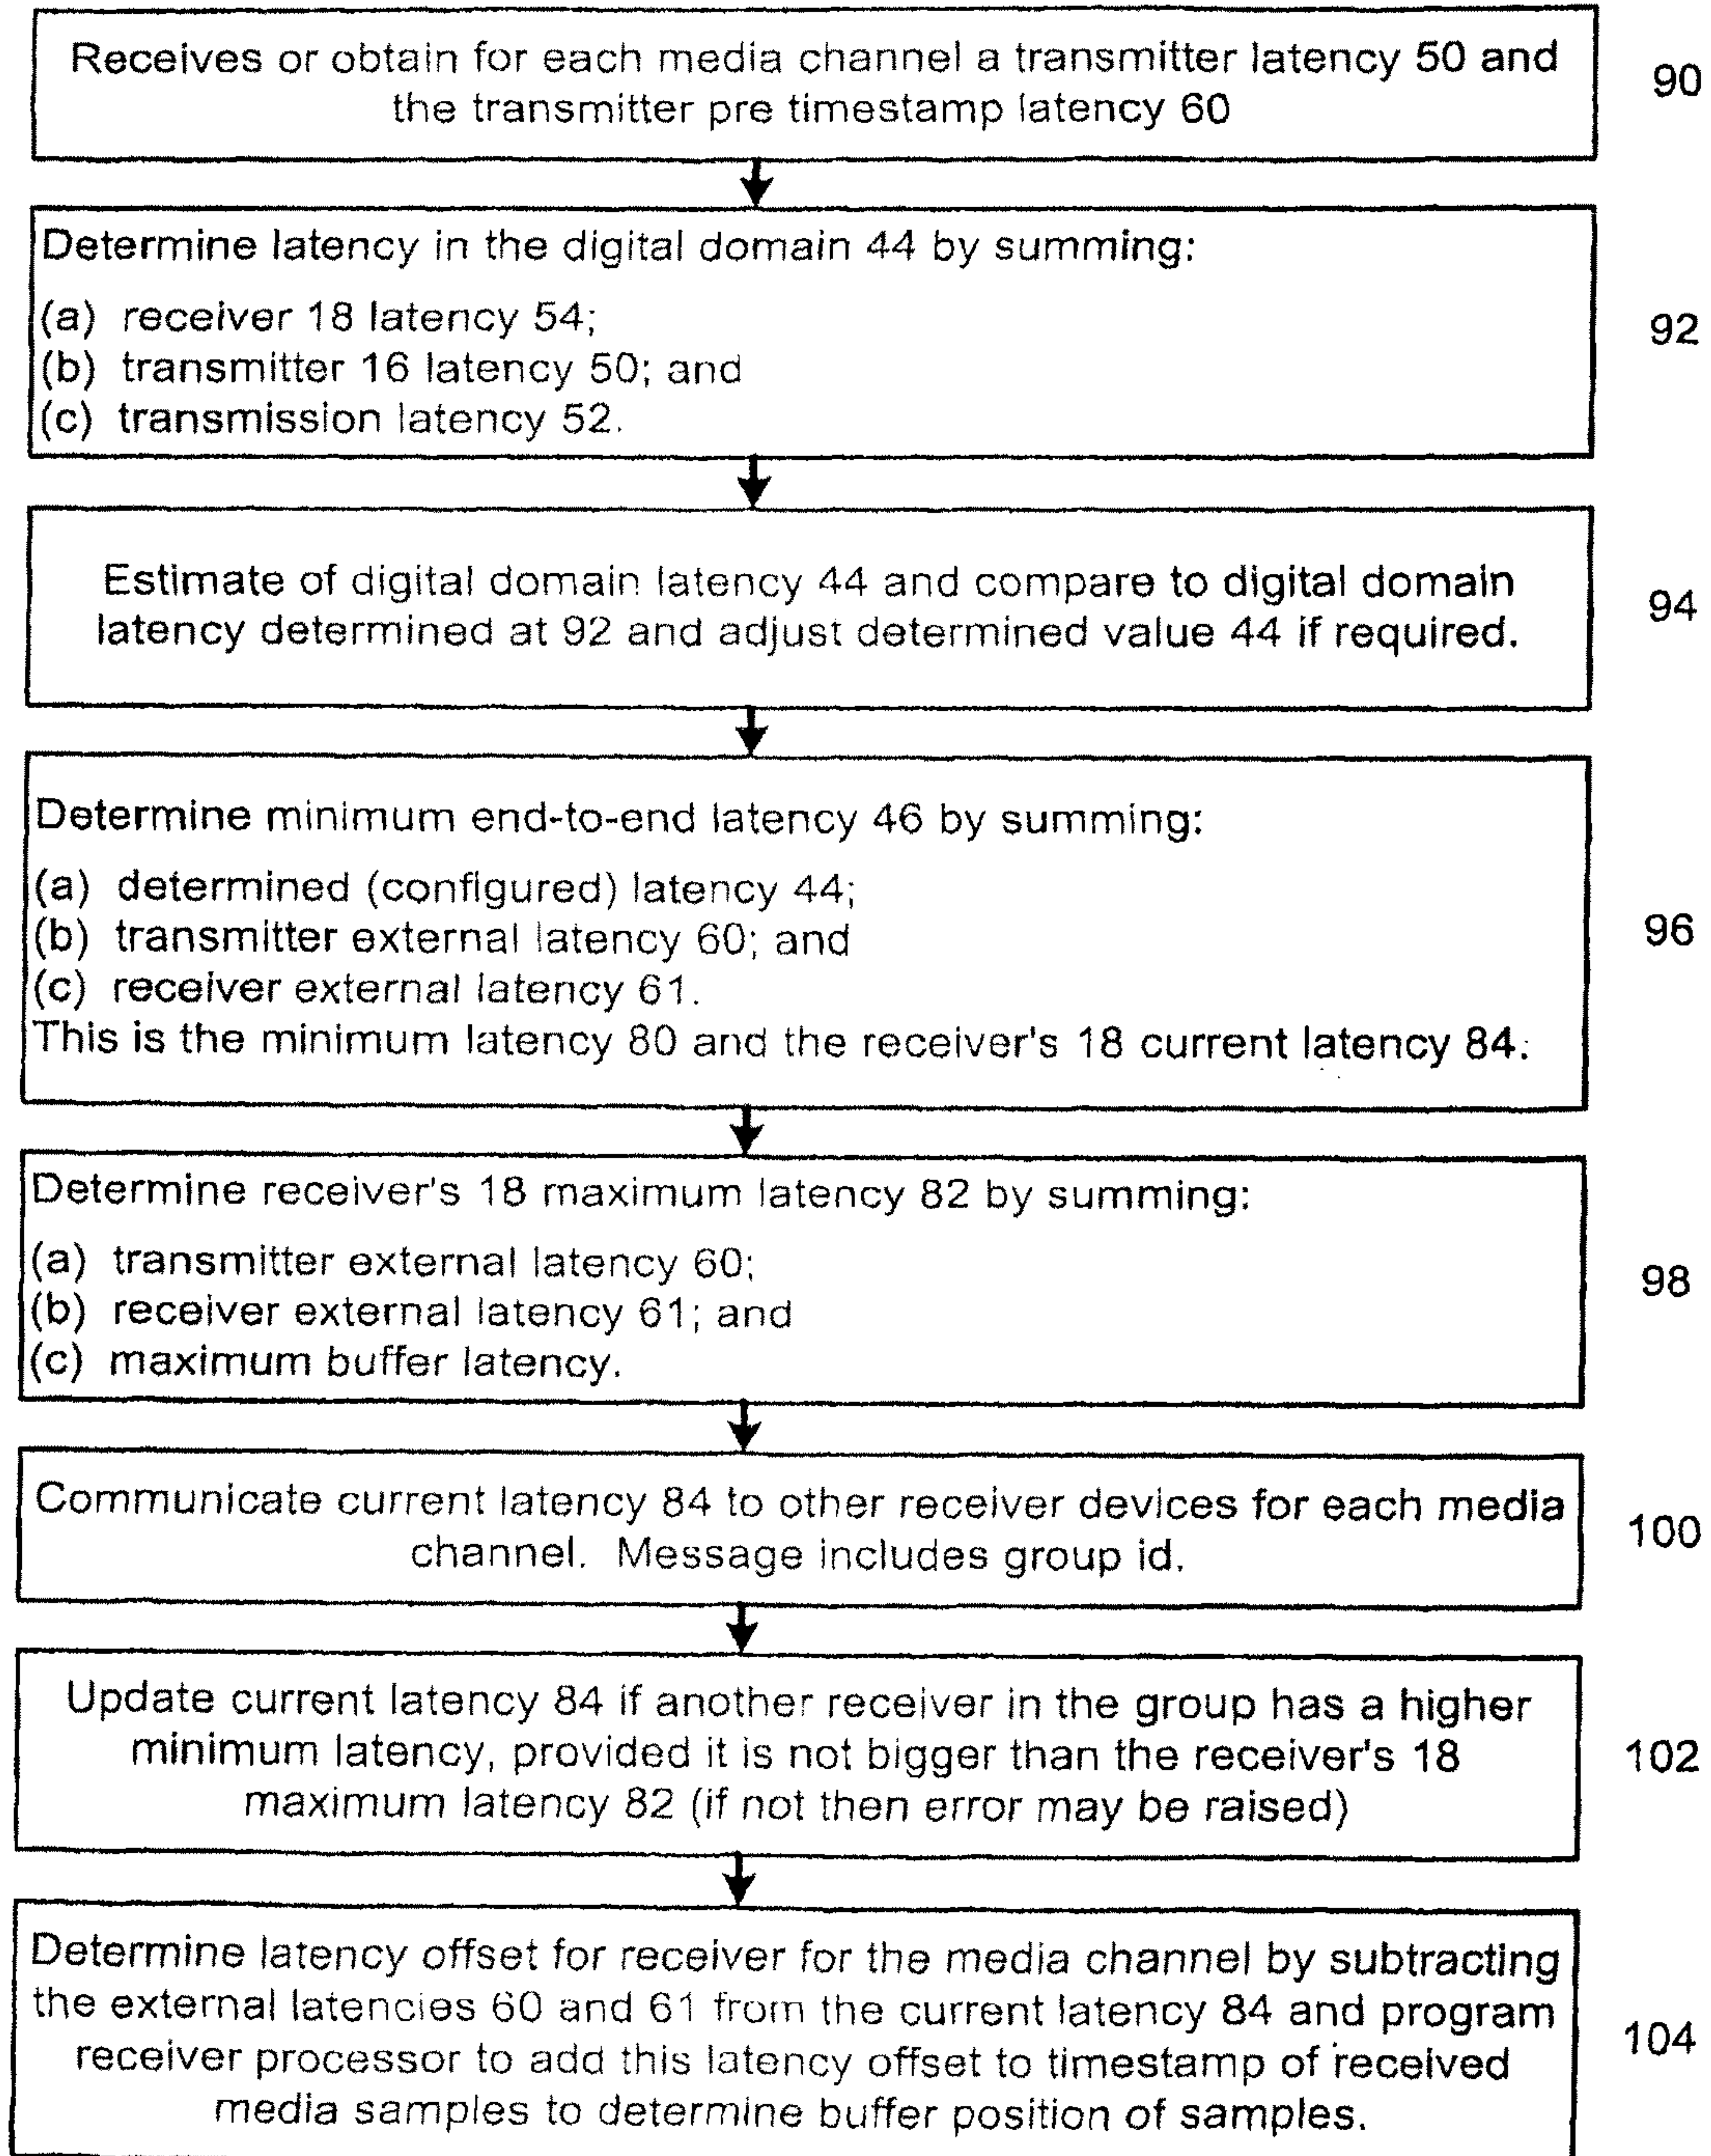 Receives or obtain for each media channel a transmitter latency 50 and
the transmitter pre timestamp latency 60
90
Determine latency in the digital domain 44 by summing:
(a) receiver 18 latency 54;
(b) transmitter 16 latency 50; and
(c) transmission latency 52.
92
Estimate of digital domain latency 44 and compare to digital domain
latency determined at 92 and adjust determined value 44 if required.
94
Determine minimum end-to-end latency 46 by summing:
(a) determined (configured) latency 44;
(b) transmitter external latency 60; and
(c) receiver external latency 61.
This is the minimum latency 80 and the receiver's 18 current latency 84.
96
Determine receiver's 18 maximum latency 82 by summing:
(a) transmitter external latency 60;
(b) receiver external latency 61; and
(c) maximum buffer latency.
98
Communicate current latency 84 to other receiver devices for each media
channel. Message includes group id.
100
Update current latency 84 if another receiver in the group has a higher
minimum latency, provided it is not bigger than the receiver's 18
maximum latency 82 (if not then error may be raised)
102
Determine latency offset for receiver for the media channel by subtracting
the external latencies 60 and 61 from the current latency 84 and program
receiver processor to add this latency offset to timestamp of received
media samples to determine buffer position of samples.
104